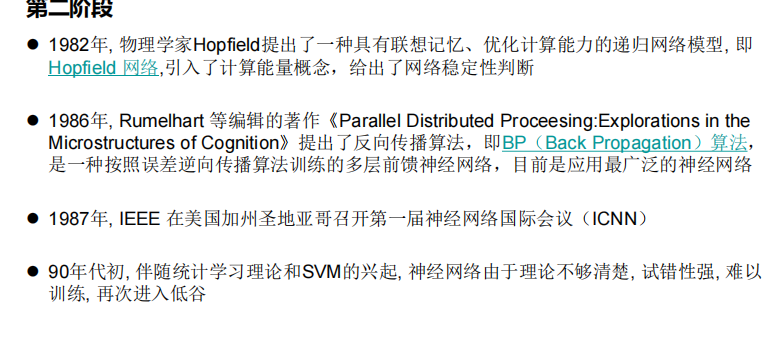 第二阶段
1982年, 物理学家Hopfield提出了一种具有联想记忆、优化计算能力的递归网络模型, 即
Hopfield 网络,引入了计算能量概念，给出了网络稳定性判断
1986年, Rumelhart 等编辑的著作《Parallel Distributed Proceesing:Explorations in the
Microstructures of Cognition》提出了反向传播算法，即BP（Back Propagation）算法，
是一种按照误差逆向传播算法训练的多层前馈神经网络，目前是应用最广泛的神经网络
1987年, IEEE 在美国加州圣地亚哥召开第一届神经网络国际会议（ICNN）
90年代初, 伴随统计学习理论和SVM的兴起, 神经网络由于理论不够清楚, 试错性强, 难以
训练, 再次进入低谷